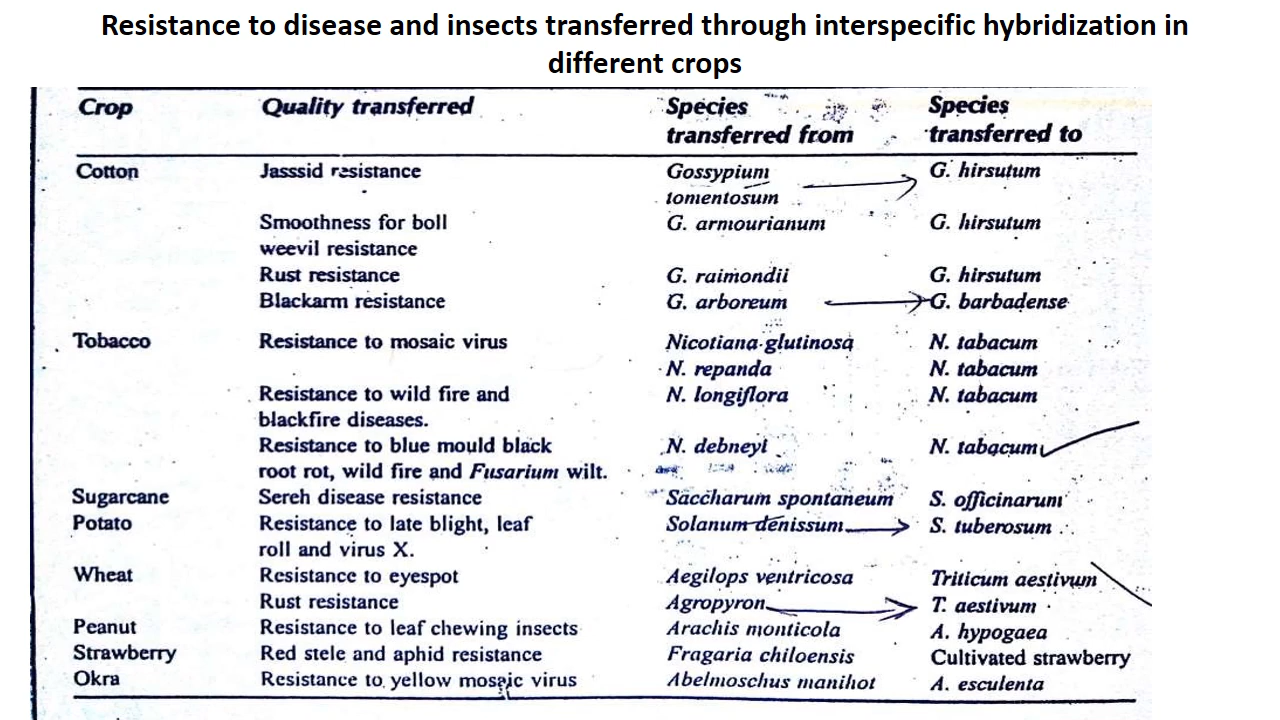 Resistance to disease and insects transferred through interspecific hybridization in
different crops
Crop Quality transferred Species transferred from Species transferred to
Cotton Jasssid resistance Gossypium tomentosum G. hirsutum
Smoothness for boll weevil resistance G. armourianum G. hirsutum
Rust resistance G. raimondii G. hirsutum
Blackarm resistance G. arboreum G. barbadense
Tobacco Resistance to mosaic virus Nicotiana glutinosa N. tabacum
N. repanda N. tabacum
Resistance to wild fire and blackfire diseases. N. longiflora N. tabacum
Resistance to blue mould black root rot, wild fire and Fusarium wilt. N. debneyi N. tabacum
Sugarcane Sereh disease resistance Saccharum spontaneum S. officinarum
Potato Resistance to late blight, leaf roll and virus X. Solanum denissum S. tuberosum
Wheat Resistance to eyespot Aegilops ventricosa Triticum aestivum
Rust resistance Agropyron T. aestivum
Peanut Resistance to leaf chewing insects Arachis monticola A. hypogaea
Strawberry Red stele and aphid resistance Fragaria chiloensis Cultivated strawberry
Okra Resistance to yellow mosaic virus Abelmoschus manihot A. esculenta